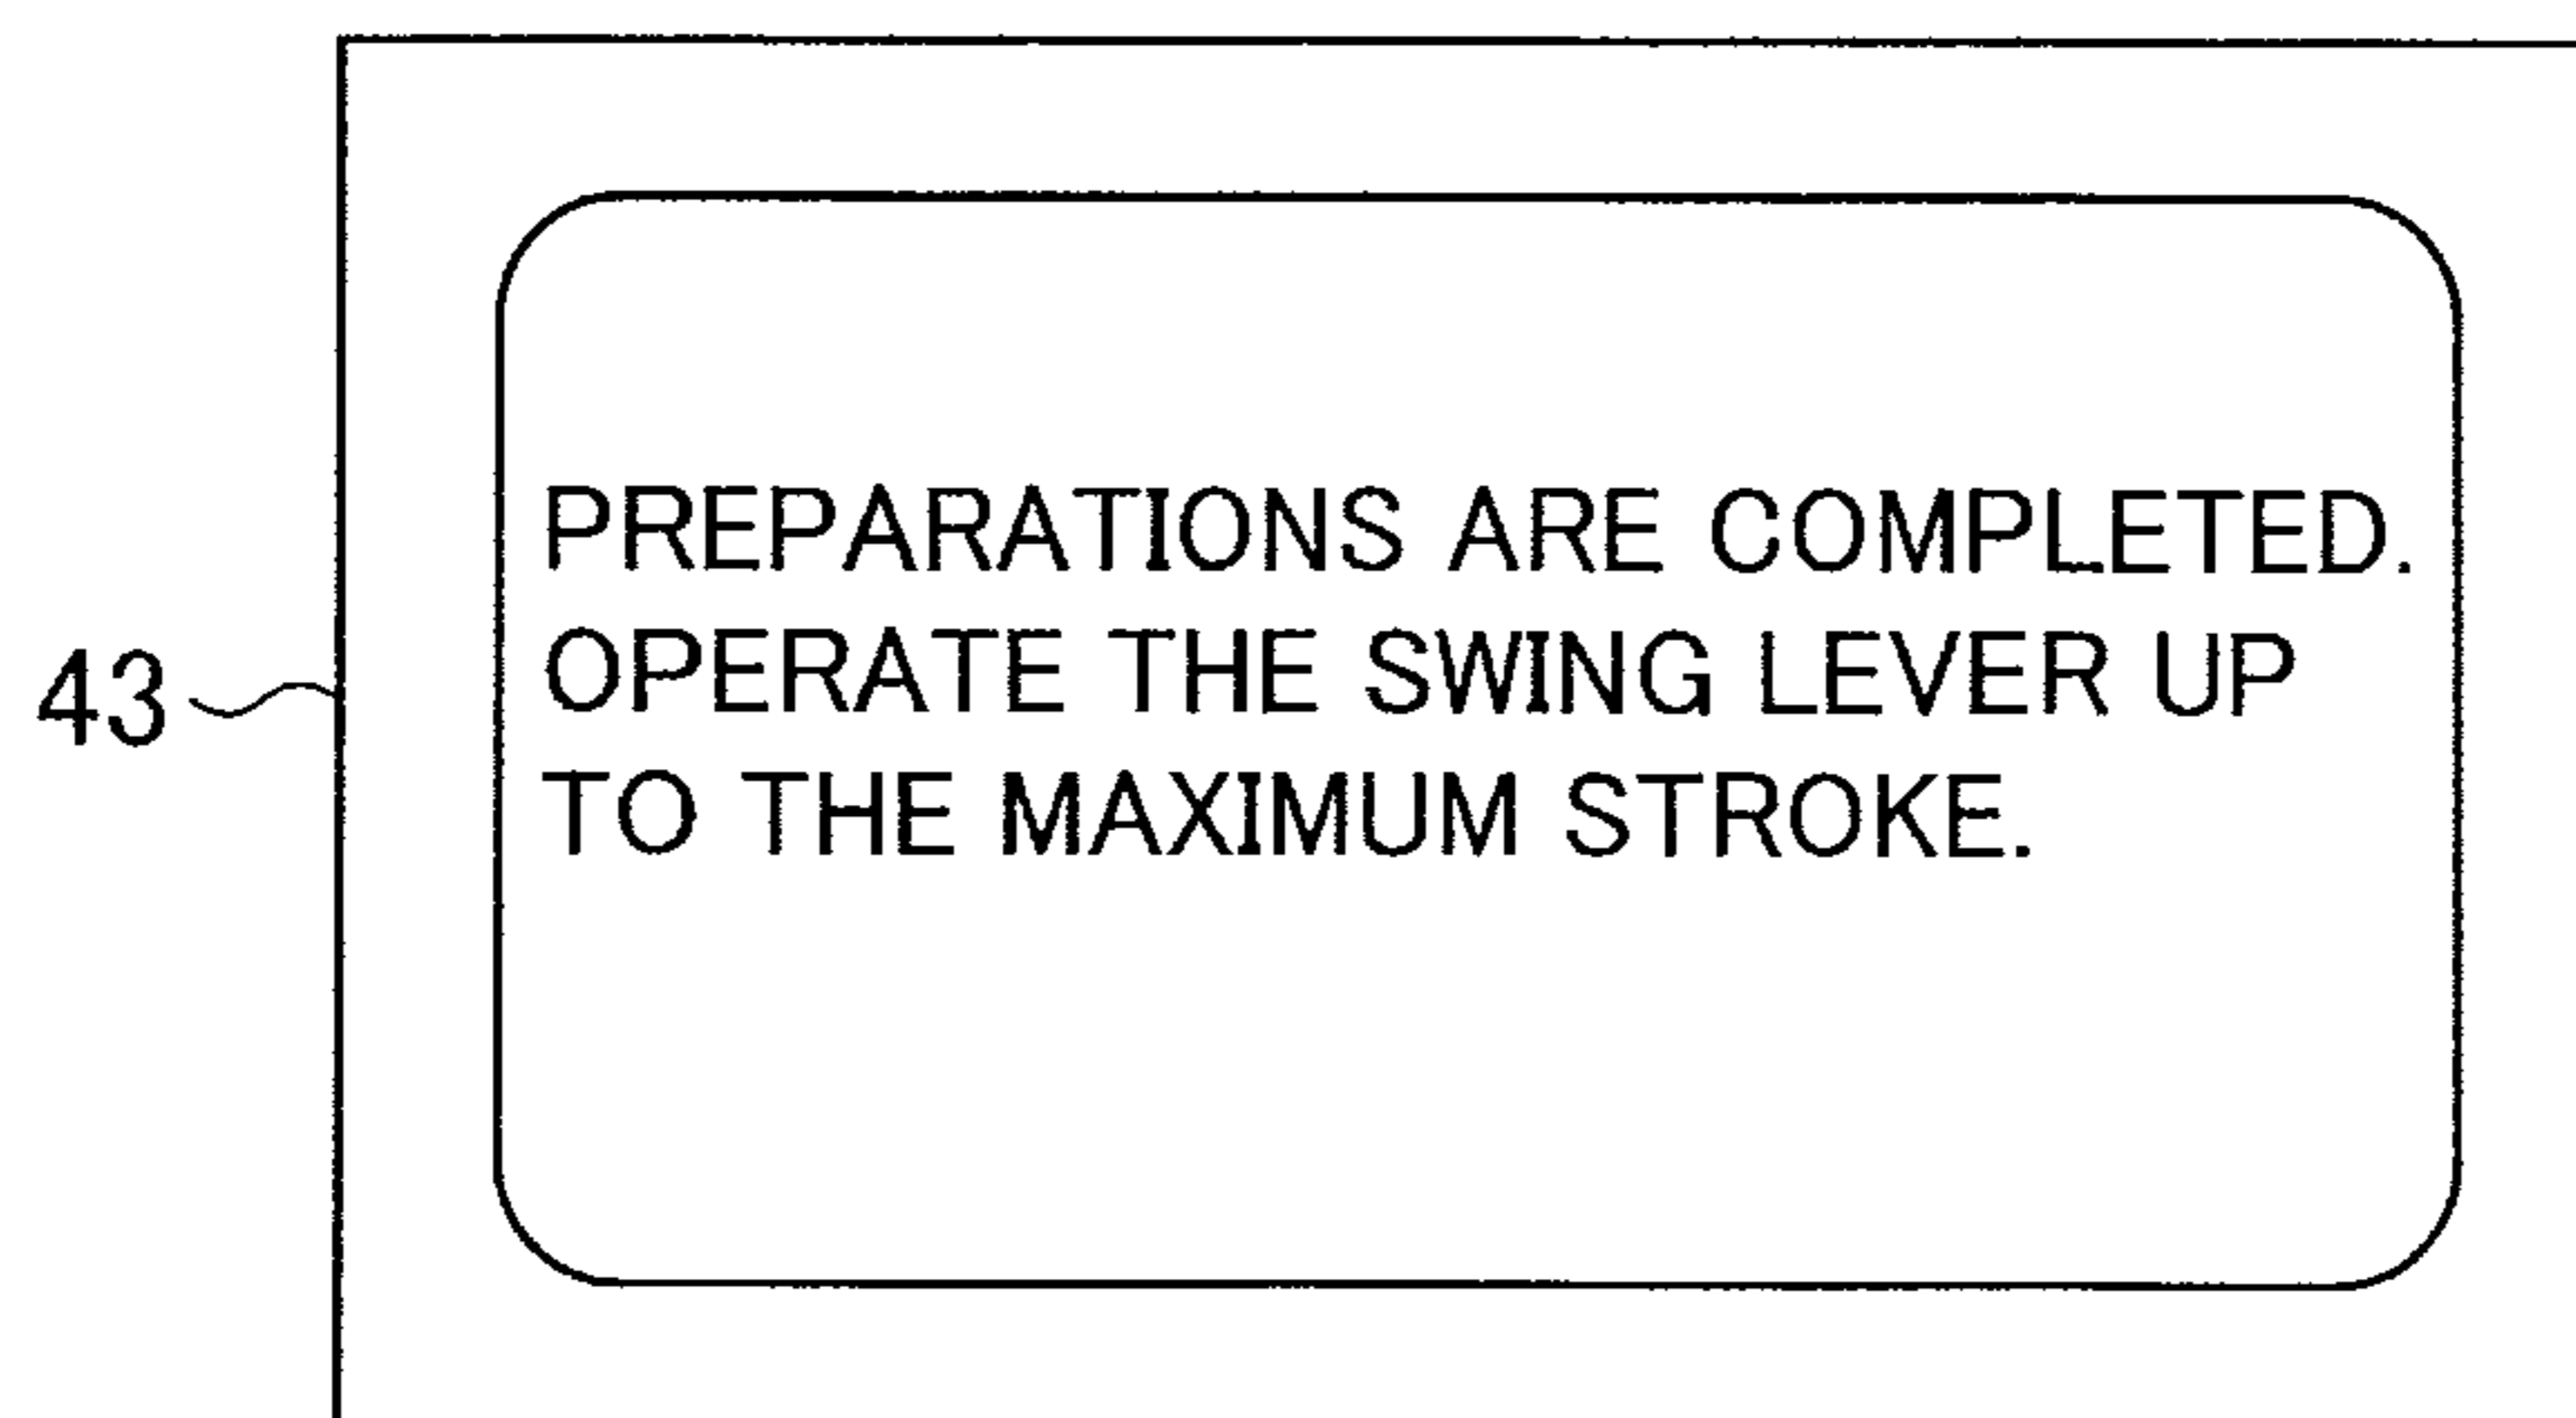 PREPARATIONS ARE COMPLETED.
OPERATE THE SWING LEVER UP
TO THE MAXIMUM STROKE.
43